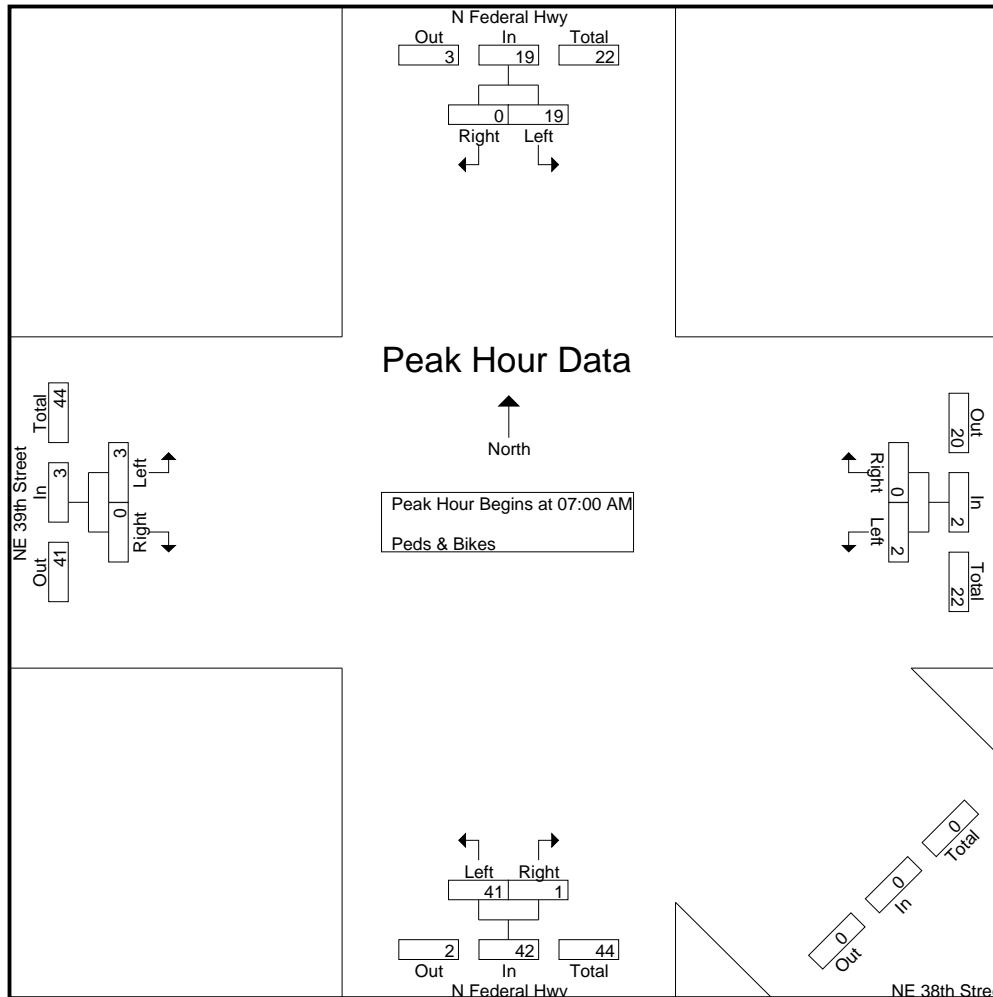 N Federal Hwy
Out In Total
3 19 22
0 19
Right Left
Peak Hour Data
North
Peak Hour Begins at 07:00 AM
Peds & Bikes
NE 39th Street
Out In Total
41 3 44
Right Left
0 3
Out In Total
20 2 22
Right Left
0 2
Left Right
41 1
2 42 44
Out In Total
N Federal Hwy
0 0 0
Out In Total
NE 38th Stree